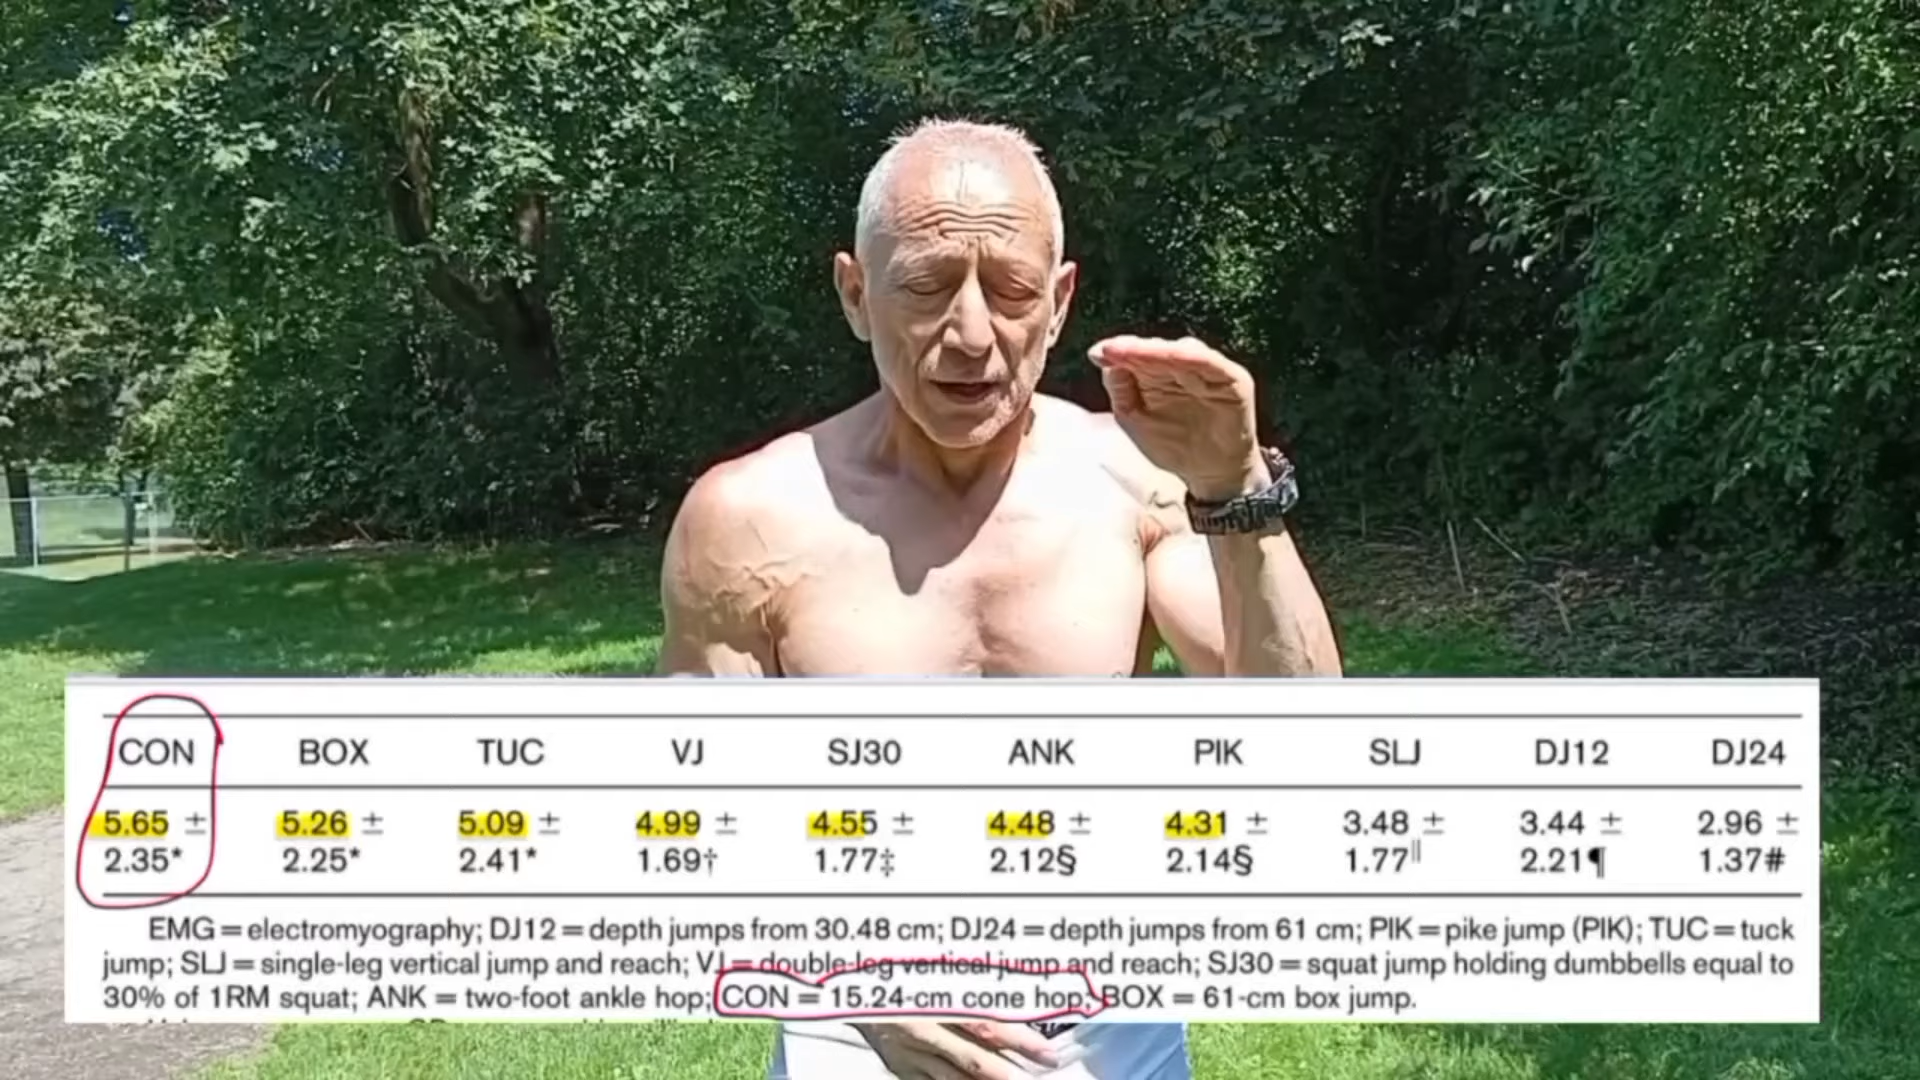 CON BOX TUC VJ SJ30 ANK PIK SLJ DJ12 DJ24
5.65 ± 5.26 ± 5.09 ± 4.99 ± 4.55 ± 4.48 ± 4.31 ± 3.48 ± 3.44 ± 2.96 ±
2.35* 2.25* 2.41* 1.69† 1.77‡ 2.12§ 2.14§ 1.77‖ 2.21¶ 1.37#
EMG = electromyography; DJ12 = depth jumps from 30.48 cm; DJ24 = depth jumps from 61 cm; PIK = pike jump (PIK); TUC = tuck
jump; SLJ = single-leg vertical jump and reach; VJ = double-leg vertical jump and reach; SJ30 = squat jump holding dumbbells equal to
30% of 1RM squat; ANK = two-foot ankle hop; CON = 15.24-cm cone hop; BOX = 61-cm box jump.